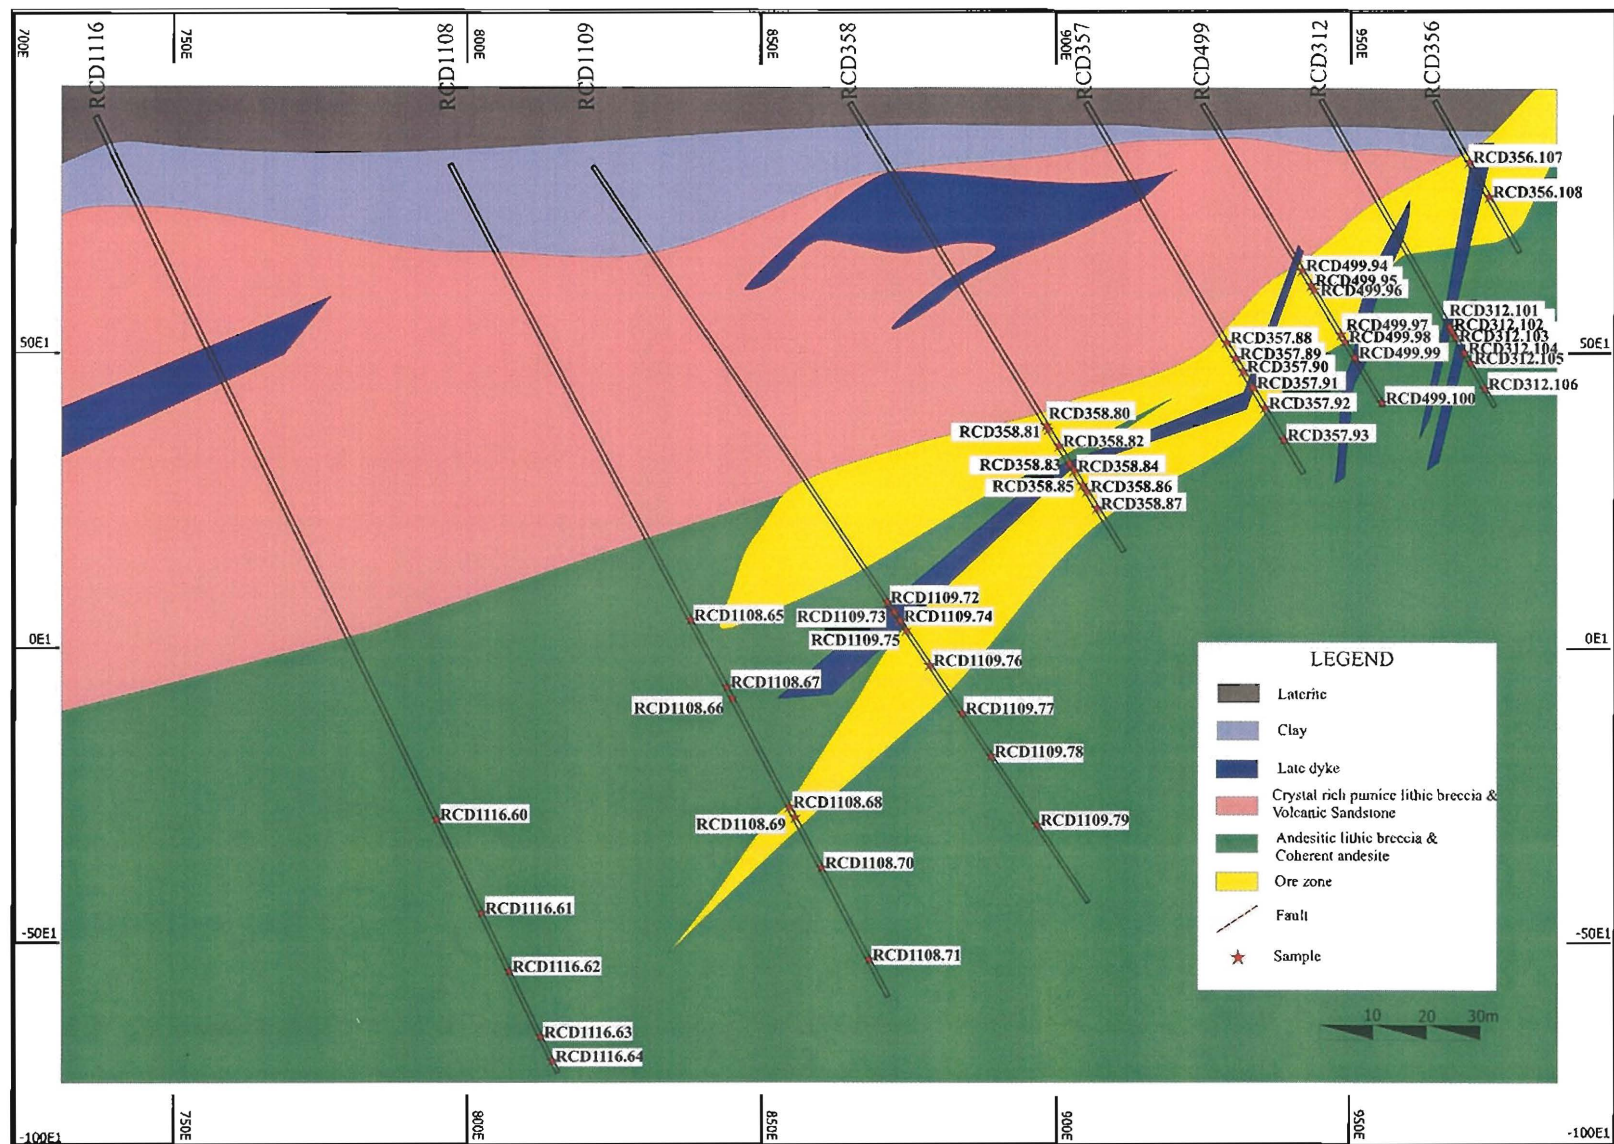 700E
RCD1116
750E
RCD1108
800E
RCD1109
850E
RCD358
900E
RCD357
RCD499
RCD312
950E
RCD356
RCD356.107
RCD356.108
RCD499.94
RCD499.95
RCD499.96
RCD312.101
RCD499.97
RCD312.102
RCD357.88
RCD499.98
RCD312.103
50E1
RCD357.89
RCD499.99
RCD312.104
50E1
RCD357.90
RCD312.105
RCD357.91
RCD312.106
RCD357.92
RCD499.100
RCD358.80
RCD358.81
RCD357.93
RCD358.82
RCD358.83
RCD358.84
RCD358.85
RCD358.86
RCD358.87
RCD1109.72
RCD1108.65
RCD1109.73
RCD1109.74
0E1
RCD1109.75
0E1
RCD1109.76
RCD1108.67
RCD1108.66
RCD1109.77
RCD1109.78
RCD1108.68
RCD1116.60
RCD1108.69
RCD1109.79
RCD1108.70
RCD1116.61
-50E1
-50E1
RCD1108.71
RCD1116.62
RCD1116.63
RCD1116.64
LEGEND
Laterite
Clay
Late dyke
Crystal rich pumice lithic breccia &
Volcanic Sandstone
Andesitic lithic breccia &
Coherent andesite
Ore zone
Fault
Sample
10 20 30m
-100E1
750E
800E
850E
900E
950E
-100E1